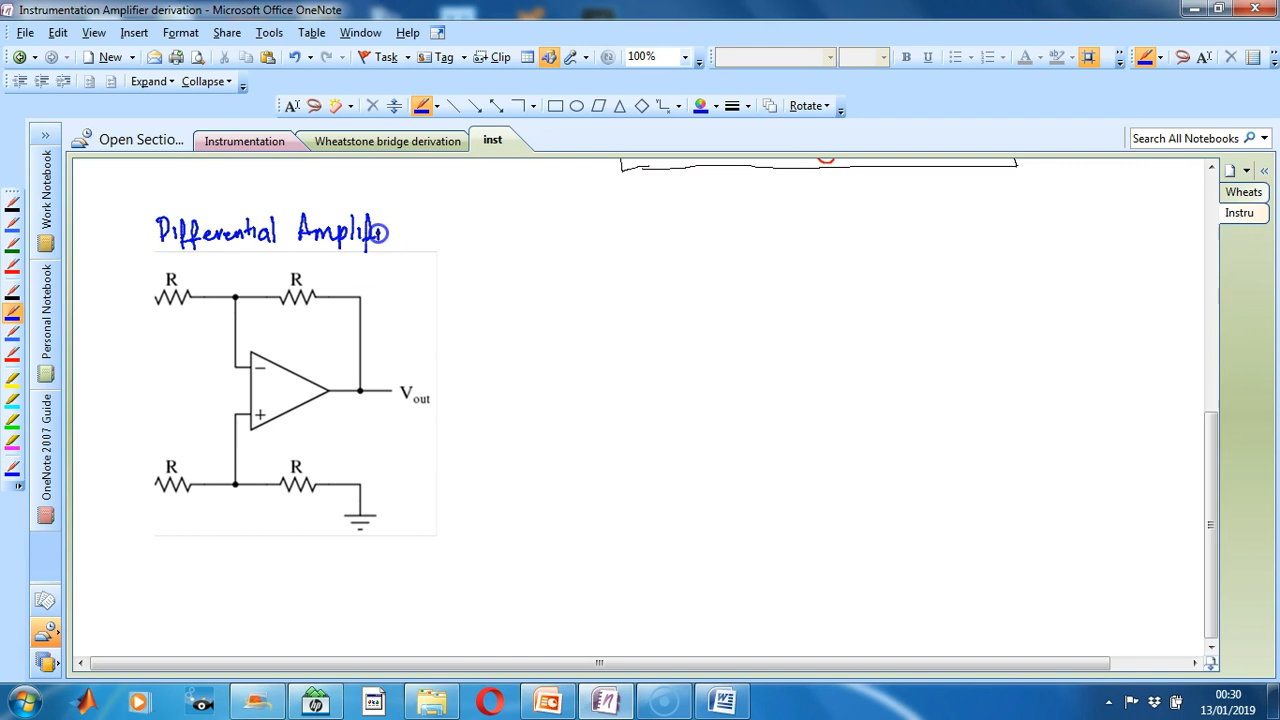 Instrumentation Amplifier derivation - Microsoft Office OneNote
File Edit View Insert Format Share Tools Table Window Help
New Task Tag Clip 100% B U A ab A
Expand Collapse
A Rotate
Open Sectio... Instrumentation Wheatstone bridge derivation inst Search All Notebooks
Work Notebook
Personal Notebook
OneNote 2007 Guide
Wheats
Instru
Differential Amplifi
R R
−
Vout
+
R R
W
00:30
13/01/2019